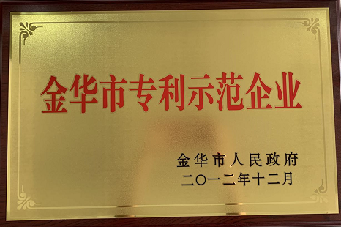 金华市专利示范企业
金华市人民政府
二〇一二年十二月